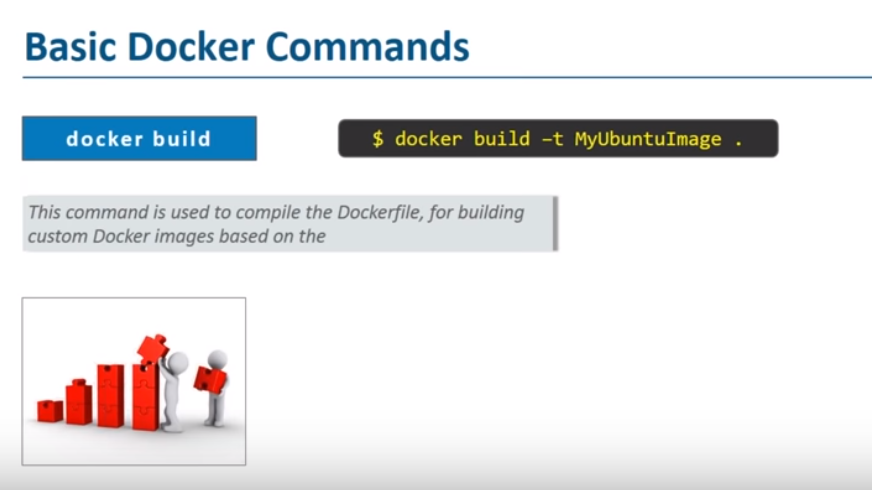 Basic Docker Commands
docker build
$ docker build –t MyUbuntuImage .
This command is used to compile the Dockerfile, for building
custom Docker images based on the